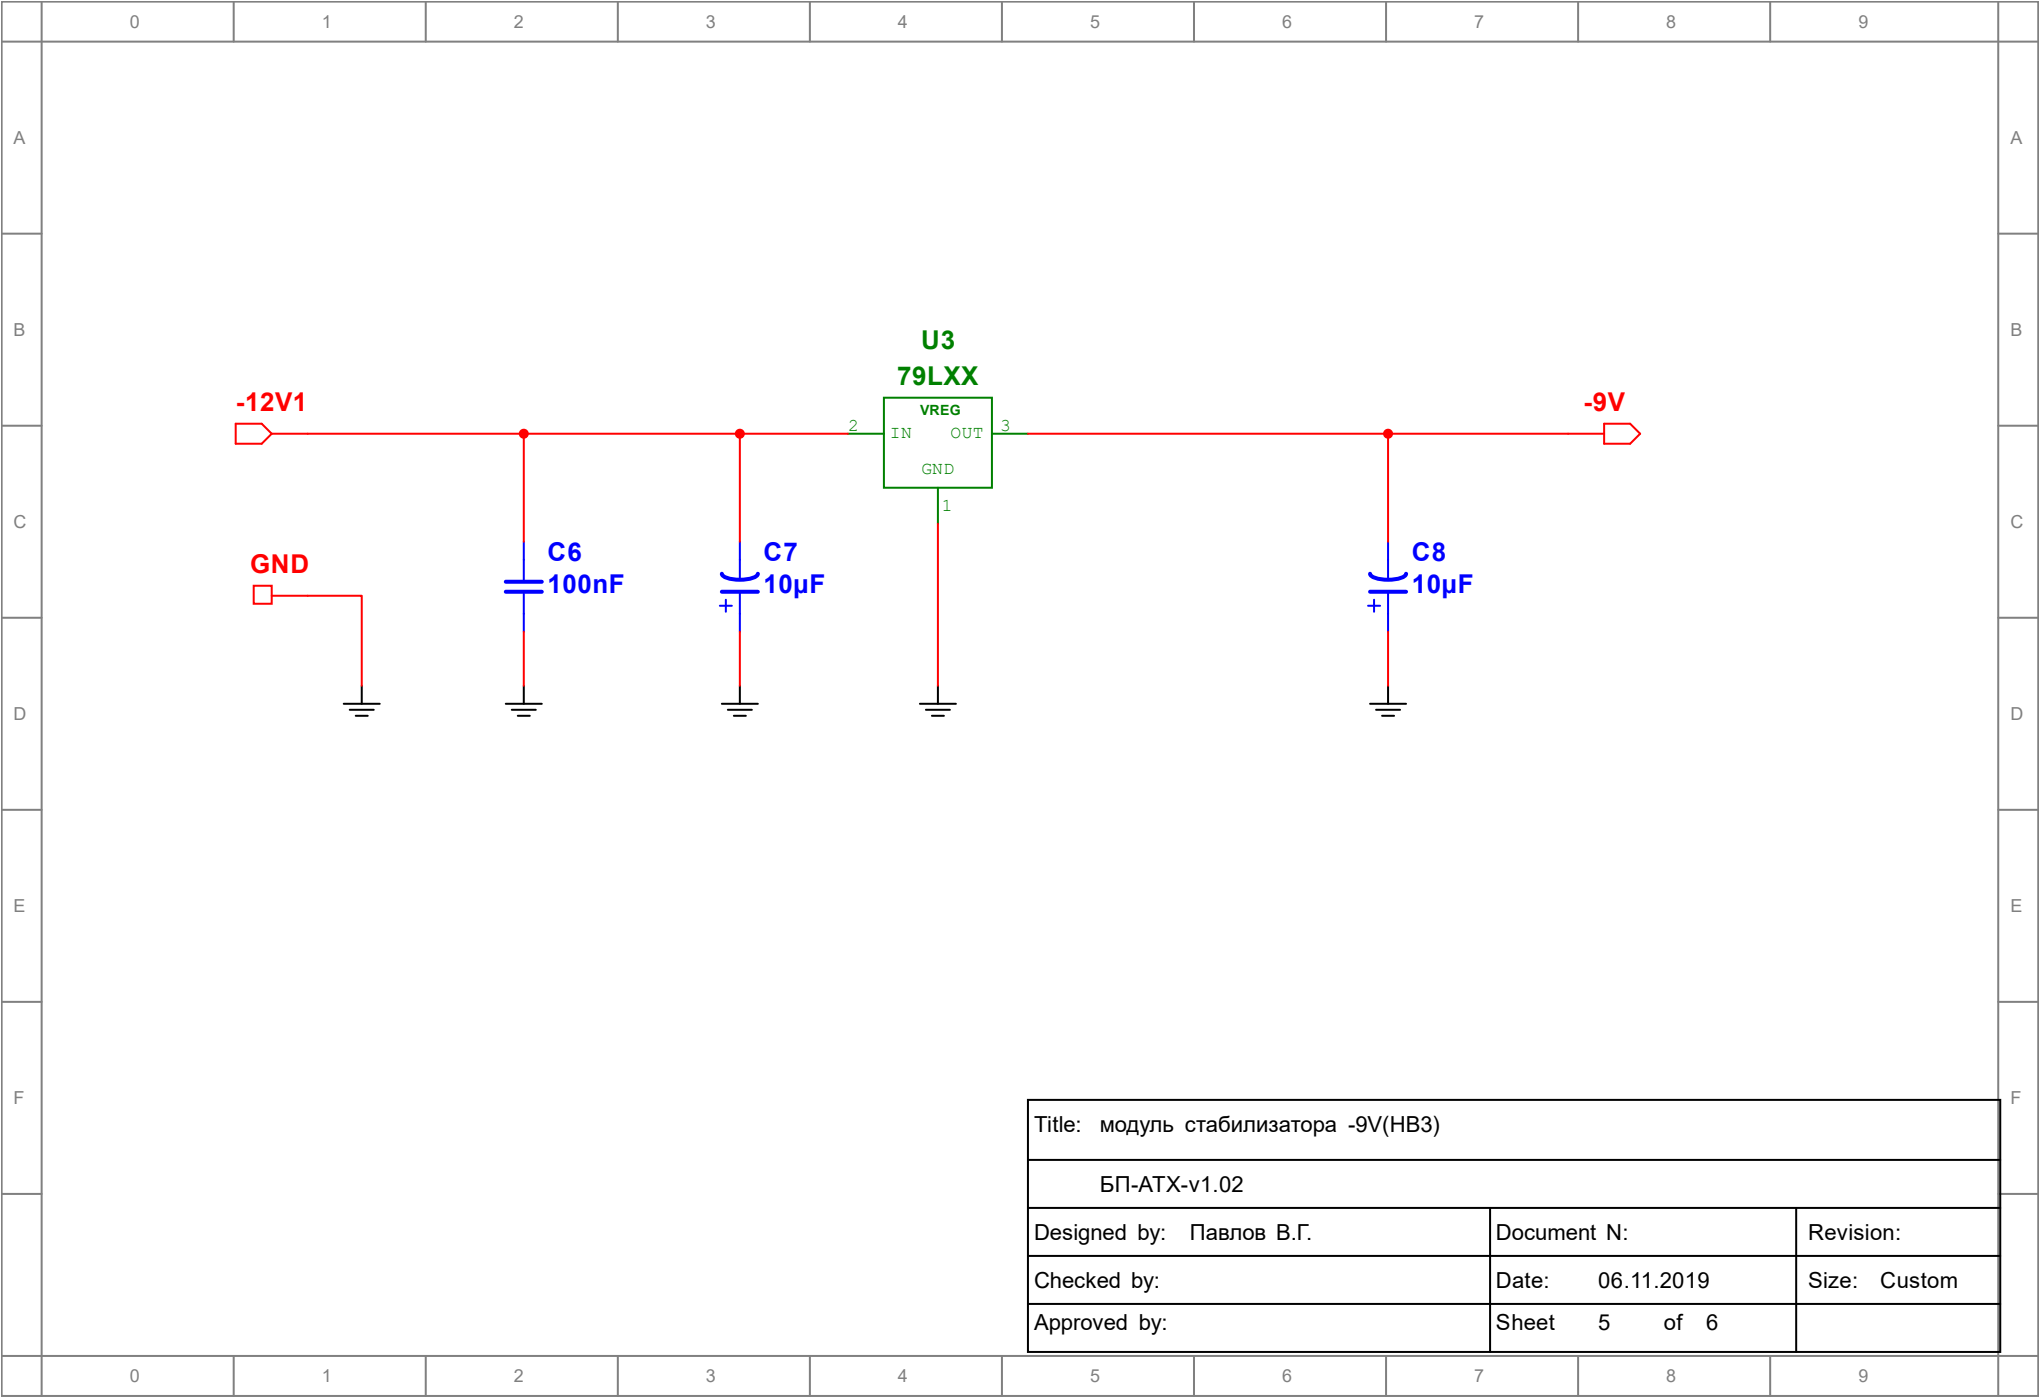 0 1 2 3 4 5 6 7 8 9
A A
B B
U3
79LXX
-12V1
-9V
VREG
2 IN OUT 3
GND
1
C C
C6
100nF
C7
10µF
C8
10µF
GND
+
+
D D
E E
F F
Title: модуль стабилизатора -9V(HB3)
БП-АТХ-v1.02
Designed by: Павлов В.Г.
Document N:
Revision:
Checked by:
Date: 06.11.2019
Size: Custom
Approved by:
Sheet 5 of 6
0 1 2 3 4 5 6 7 8 9